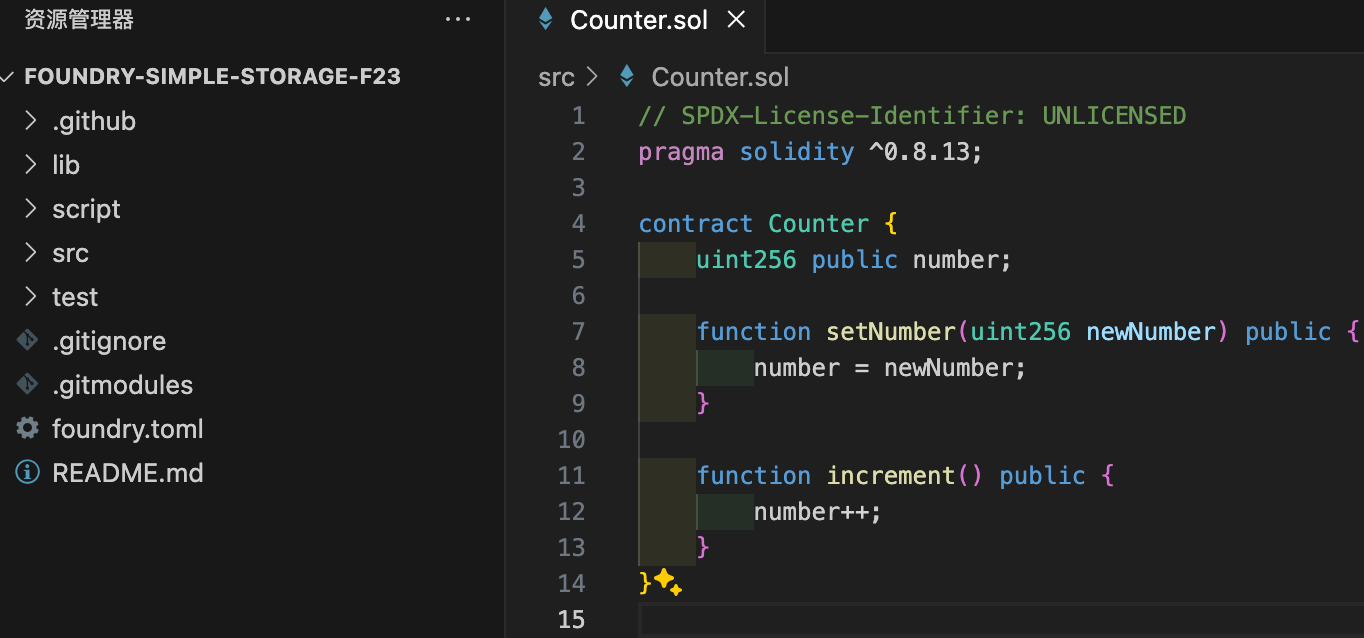 资源管理器
FOUNDRY-SIMPLE-STORAGE-F23
.github
lib
script
src
test
.gitignore
.gitmodules
foundry.toml
README.md
Counter.sol
src > Counter.sol
1 // SPDX-License-Identifier: UNLICENSED
2 pragma solidity ^0.8.13;
3
4 contract Counter {
5     uint256 public number;
6
7     function setNumber(uint256 newNumber) public {
8         number = newNumber;
9     }
10
11     function increment() public {
12         number++;
13     }
14 }
15